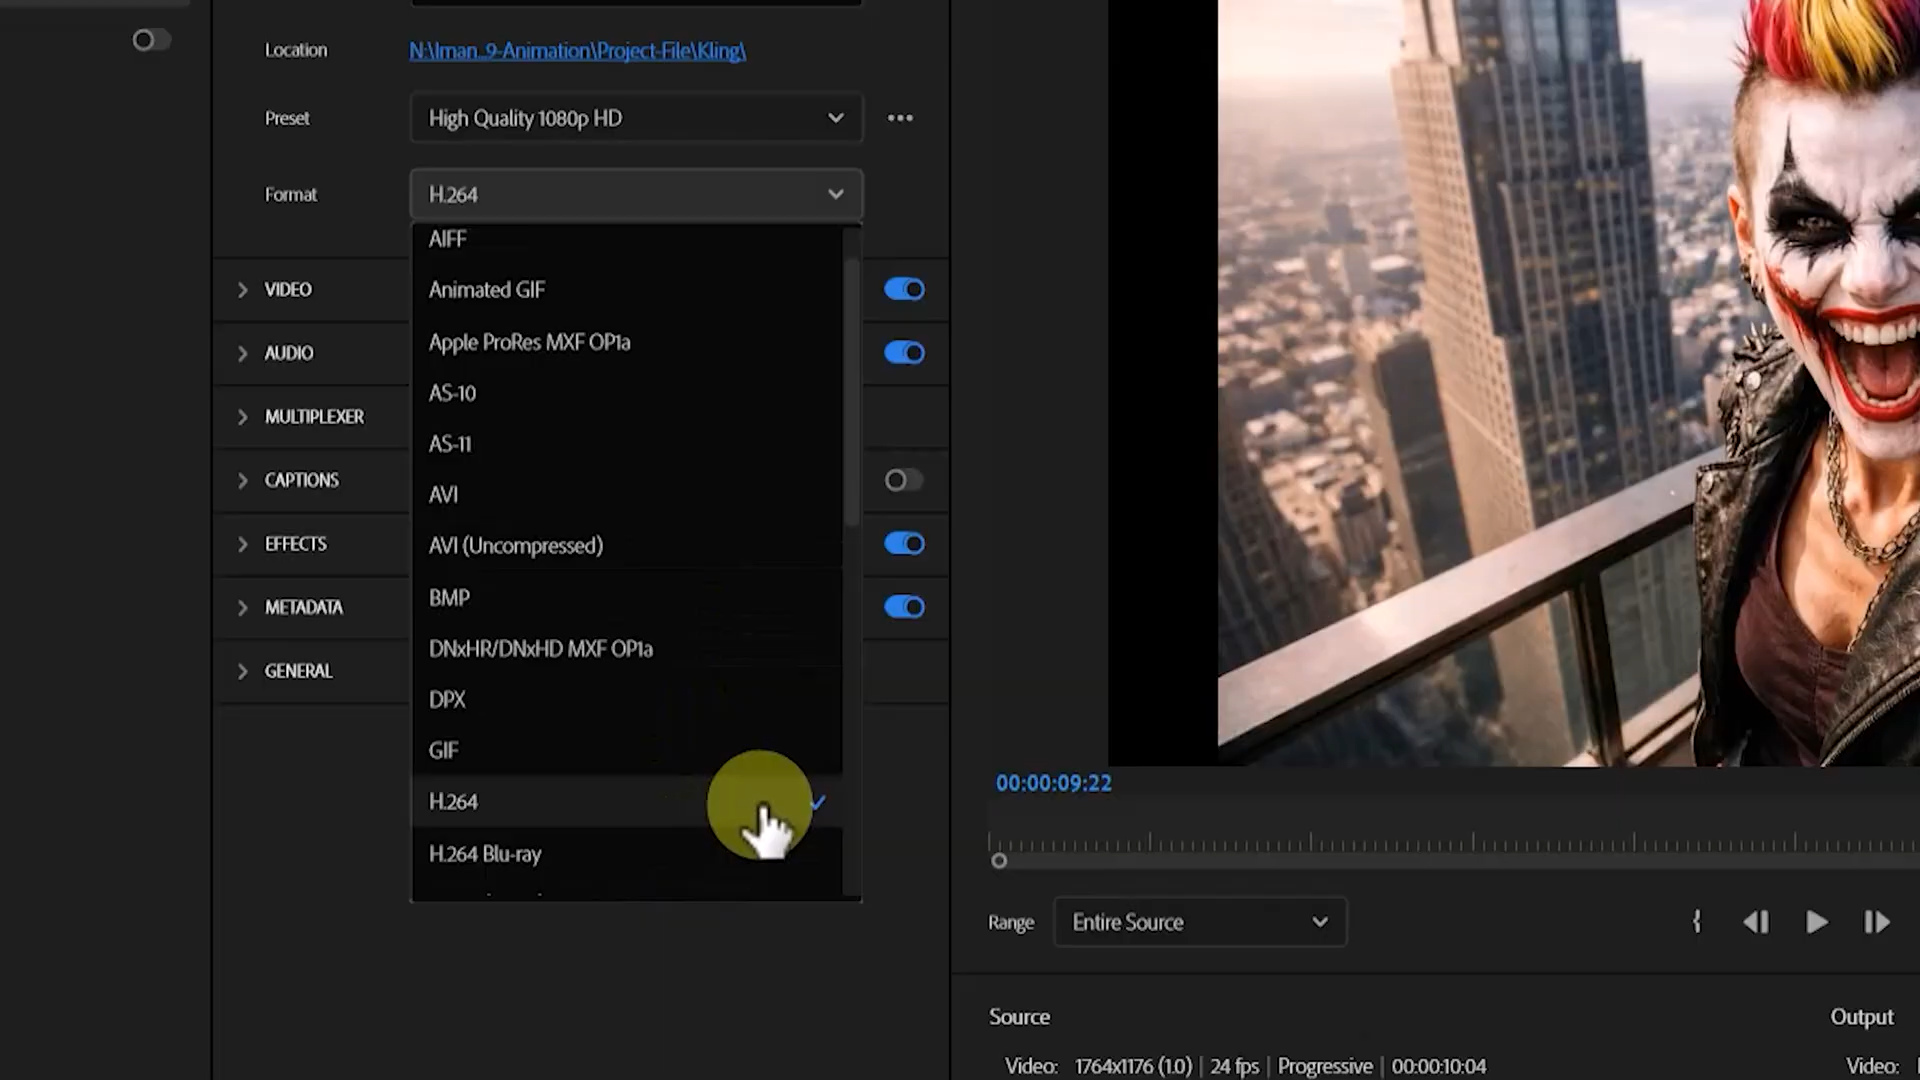 Location
N:\Iman...9-Animation\Project-File\Kling\
Preset
High Quality 1080p HD
Format
H.264
AIFF
Animated GIF
Apple ProRes MXF OP1a
AS-10
AS-11
AVI
AVI (Uncompressed)
BMP
DNxHR/DNxHD MXF OP1a
DPX
GIF
H.264
H.264 Blu-ray
VIDEO
AUDIO
MULTIPLEXER
CAPTIONS
EFFECTS
METADATA
GENERAL
00:00:09:22
Range
Entire Source
Source
Video: 1764x1176 (1.0) | 24 fps | Progressive | 00:00:10:04
Output
Video: